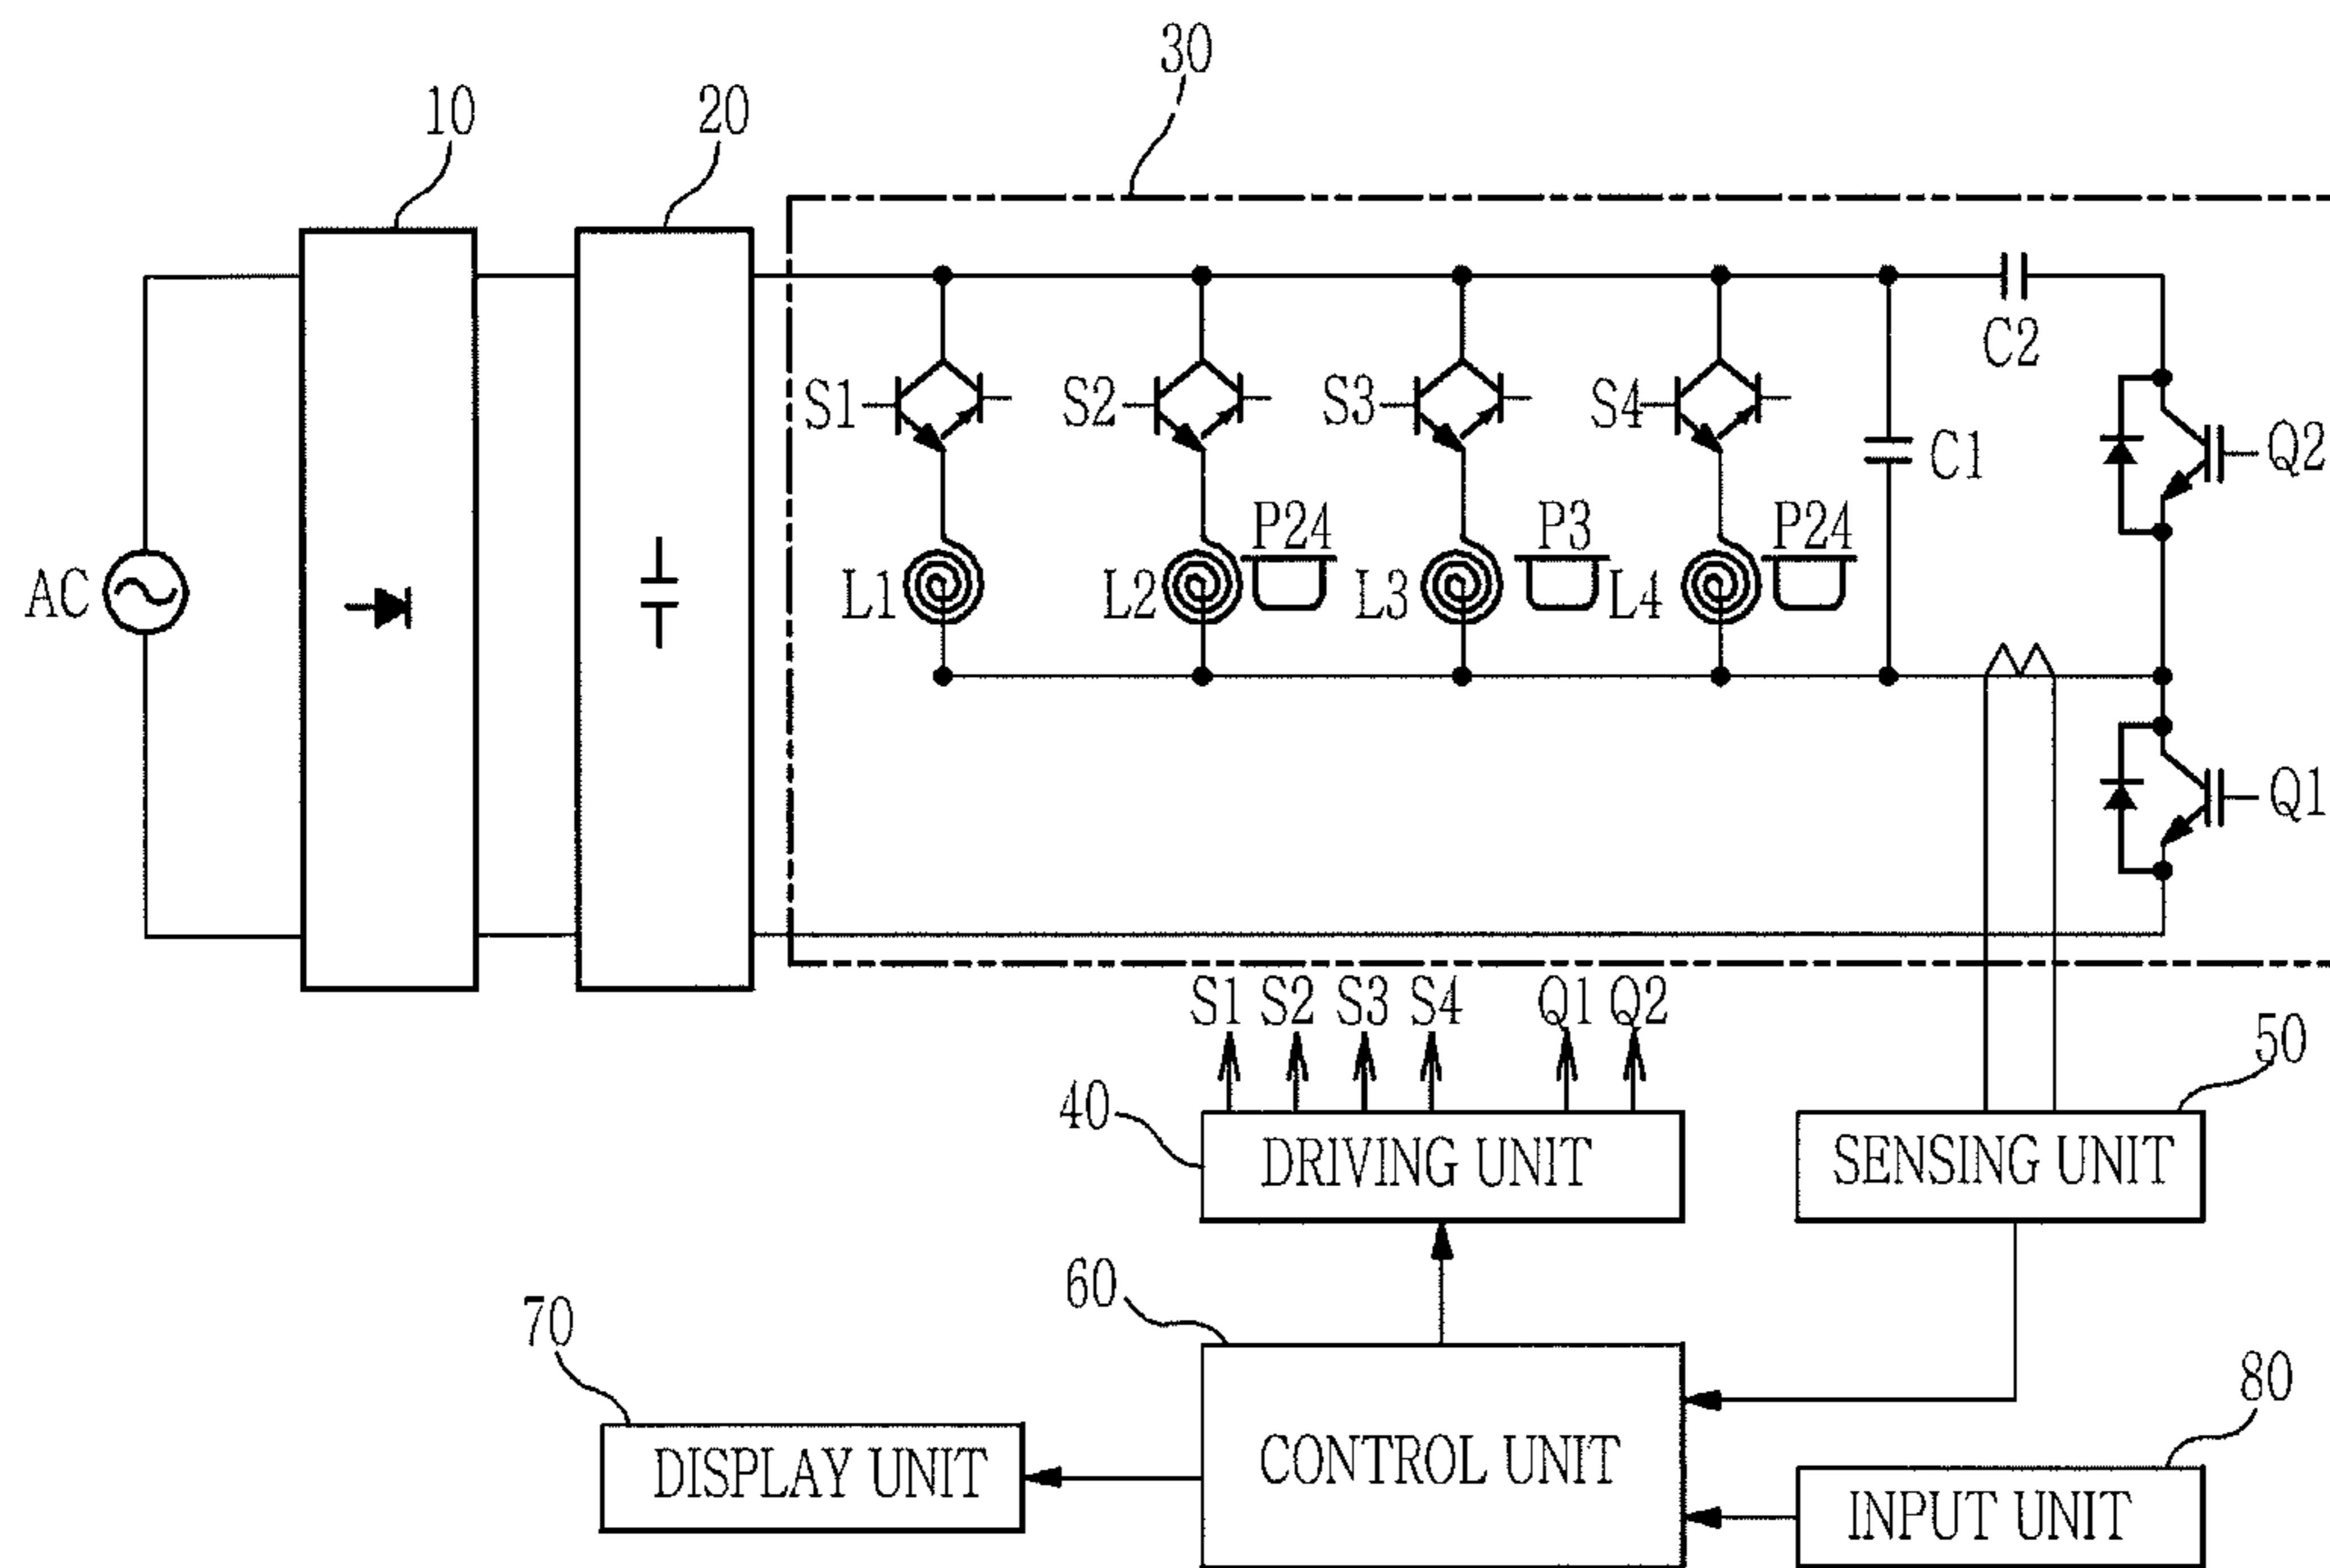 30
10
20
C2
S1
S2
S3
S4
C1
Q2
P24
P3
P24
AC
L1
L2
L3
L4
Q1
S1 S2 S3 S4 Q1 Q2
50
40
DRIVING UNIT
SENSING UNIT
60
70
80
CONTROL UNIT
DISPLAY UNIT
INPUT UNIT